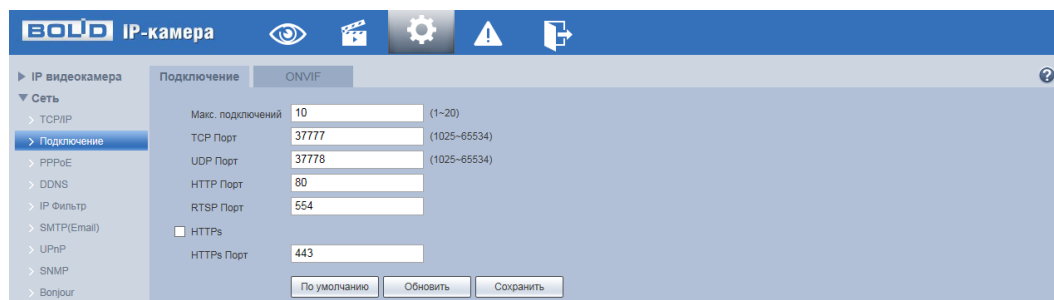 BOLID IP-камера
IP видеокамера
Сеть
TCP/IP
Подключение
PPPoE
DDNS
IP Фильтр
SMTP(Email)
UPnP
SNMP
Bonjour
Подключение ONVIF
Макс. подключений 10 (1~20)
TCP Порт 37777 (1025~65534)
UDP Порт 37778 (1025~65534)
HTTP Порт 80
RTSP Порт 554
HTTPs
HTTPs Порт 443
По умолчанию Обновить Сохранить
?